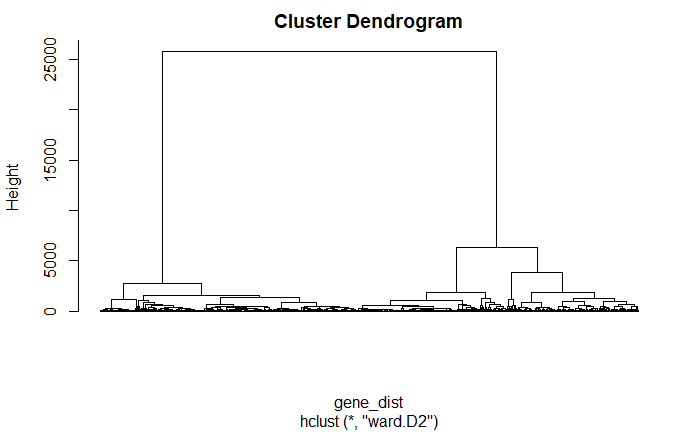 Cluster Dendrogram
Height
25000
15000
5000
0
gene_dist
hclust (*, "ward.D2")